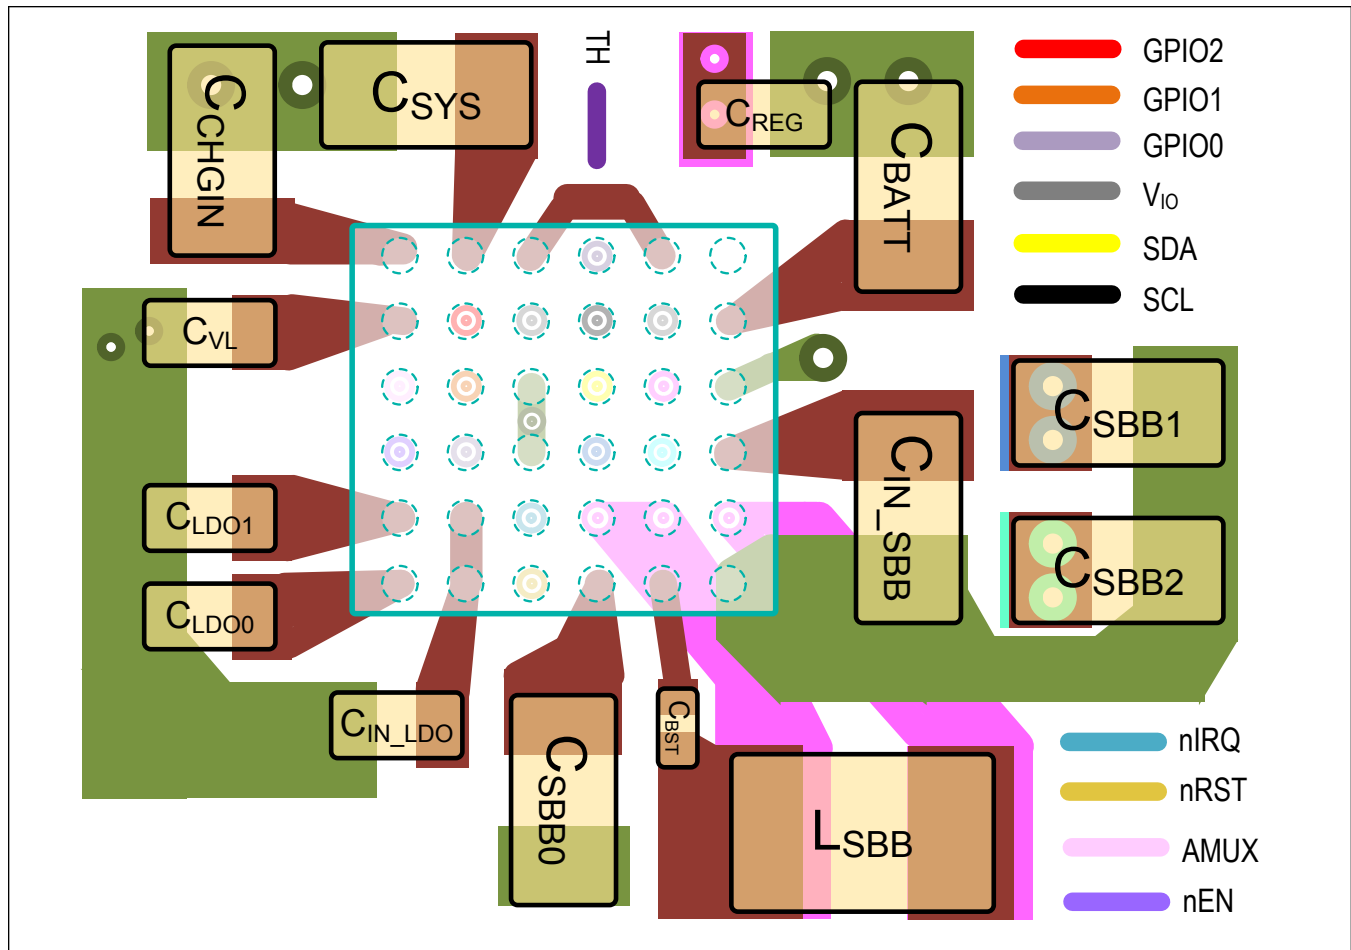 TH
GPIO2
GPIO1
GPIO0
VIO
SDA
SCL
CCHGIN
CSYS
CREG
CBATT
CVL
CSBB1
CIN_SBB
CLDO1
CSBB2
CLDO0
CIN_LDO
CSBB0
CBST
LSBB
nIRQ
nRST
AMUX
nEN